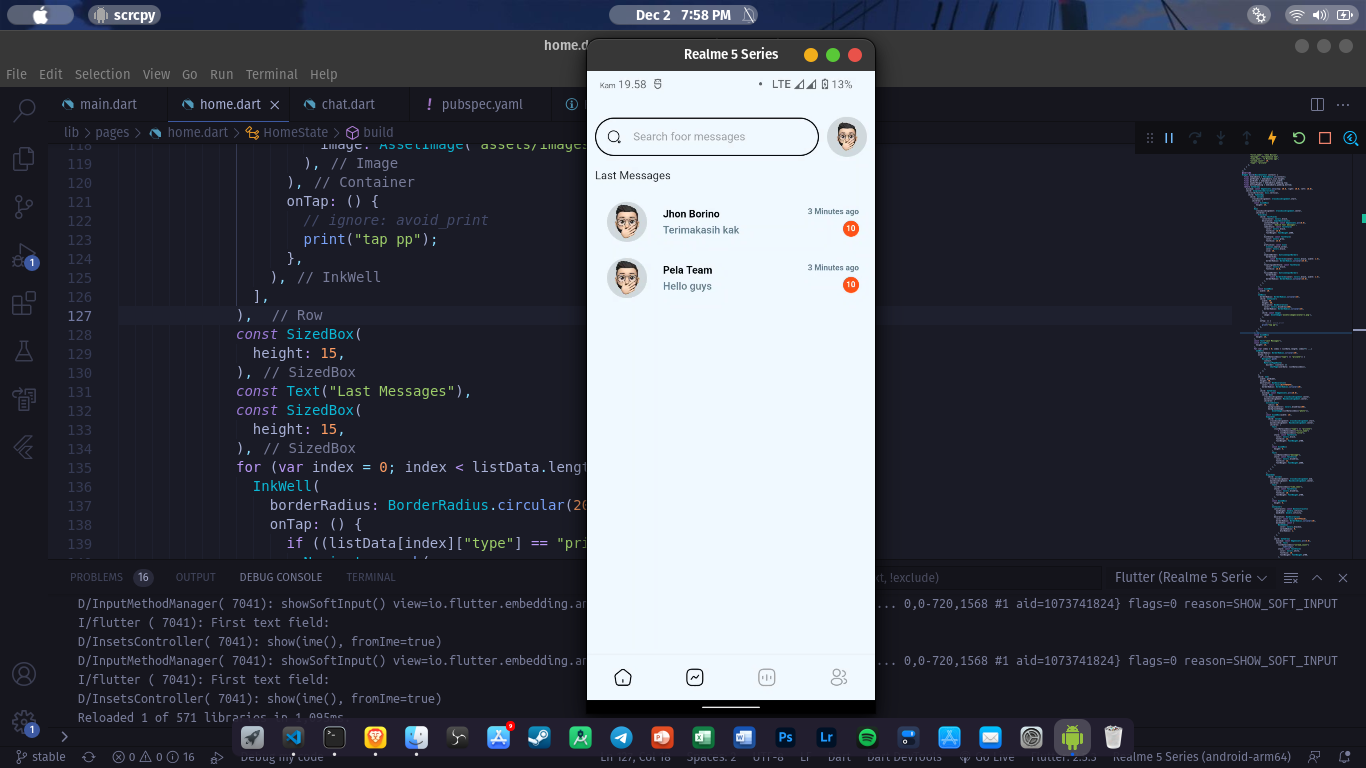 scrcpy
Dec 2 7:58 PM
home.d
Realme 5 Series
File Edit Selection View Go Run Terminal Help
main.dart
home.dart
chat.dart
pubspec.yaml
lib > pages > home.dart > HomeState > build
118 image: AssetImage("assets/images
119 ), // Image
120 ), // Container
121 onTap: () {
122 // ignore: avoid_print
123 print("tap pp");
124 },
125 ), // InkWell
126 ],
127 ), // Row
128 const SizedBox(
129 height: 15,
130 ), // SizedBox
131 const Text("Last Messages"),
132 const SizedBox(
133 height: 15,
134 ), // SizedBox
135 for (var index = 0; index < listData.lengt
136 InkWell(
137 borderRadius: BorderRadius.circular(20
138 onTap: () {
139 if ((listData[index]["type"] == "pri
Kam 19.58
LTE 13%
Search foor messages
Last Messages
Jhon Borino
3 Minutes ago
Terimakasih kak
10
Pela Team
3 Minutes ago
Hello guys
10
1
PROBLEMS 16 OUTPUT DEBUG CONSOLE TERMINAL
xt, !exclude)
Flutter (Realme 5 Serie
D/InputMethodManager( 7041): showSoftInput() view=io.flutter.embedding.an
... 0,0-720,1568 #1 aid=1073741824} flags=0 reason=SHOW_SOFT_INPUT
I/flutter ( 7041): First text field:
D/InsetsController( 7041): show(ime(), fromIme=true)
D/InputMethodManager( 7041): showSoftInput() view=io.flutter.embedding.an
... 0,0-720,1568 #1 aid=1073741824} flags=0 reason=SHOW_SOFT_INPUT
I/flutter ( 7041): First text field:
D/InsetsController( 7041): show(ime(), fromIme=true)
Reloaded 1 of 571 libraries in 1.095ms
1
9
Ps
Lr
stable
0 0 16
Debug my code
Ln 127, Col 18
Spaces: 2
UTF-8
LF
Dart
Dart DevTools
Go Live
Flutter: 2.5.3
Realme 5 Series (android-arm64)